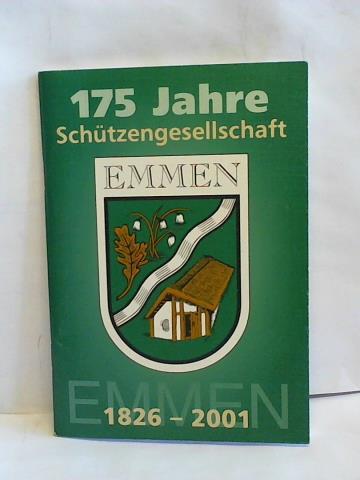 175 Jahre
Schützengesellschaft
EMMEN
EMMEN
1826 – 2001